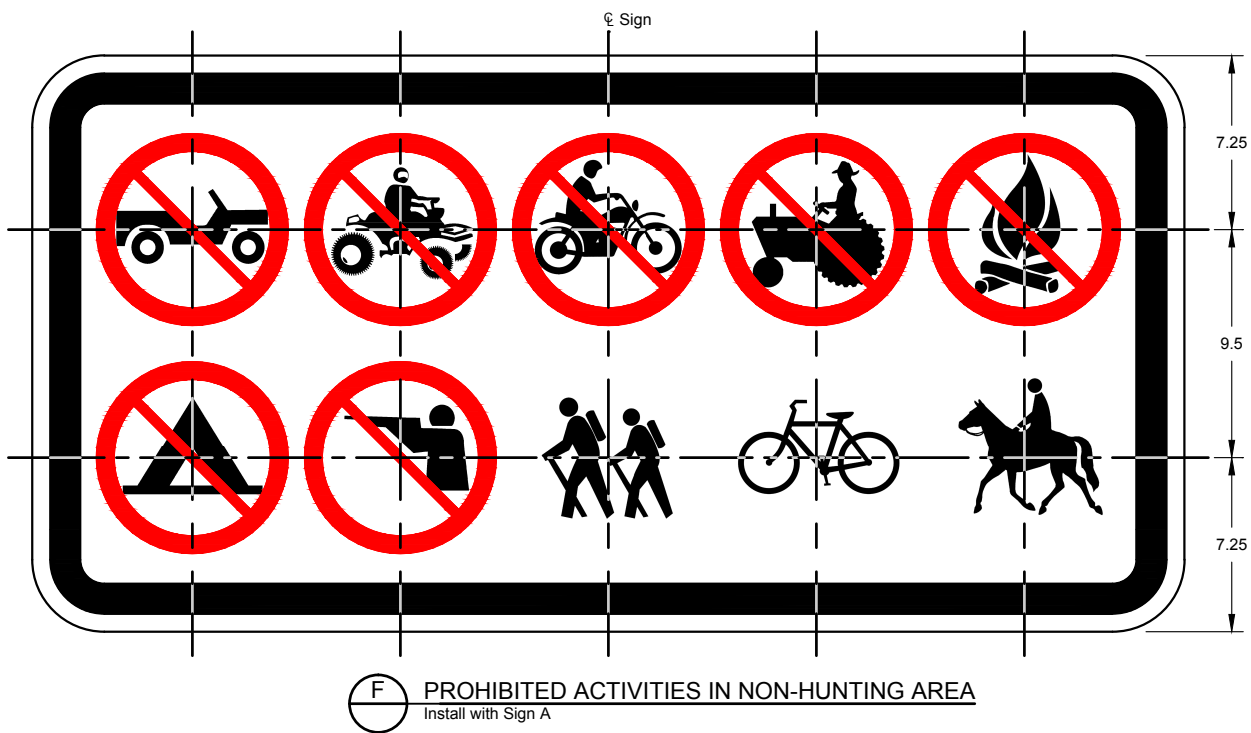 ℄ Sign
7.25
9.5
7.25
F
PROHIBITED ACTIVITIES IN NON-HUNTING AREA
Install with Sign A